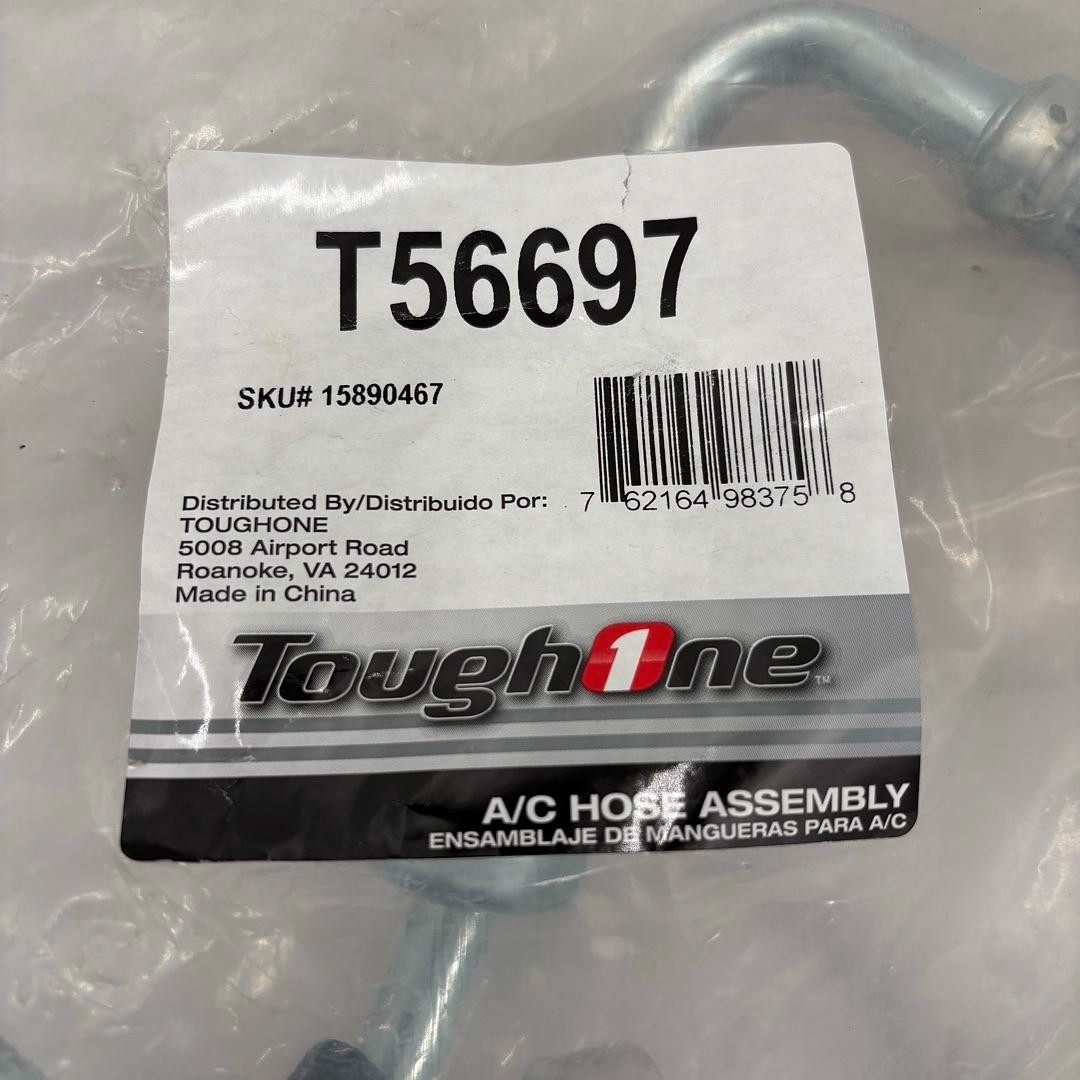 T56697
SKU# 15890467
7 62164 98375 8
Distributed By/Distribuido Por:
TOUGHONE
5008 Airport Road
Roanoke, VA 24012
Made in China
Tough1One™
A/C HOSE ASSEMBLY
ENSAMBLAJE DE MANGUERAS PARA A/C